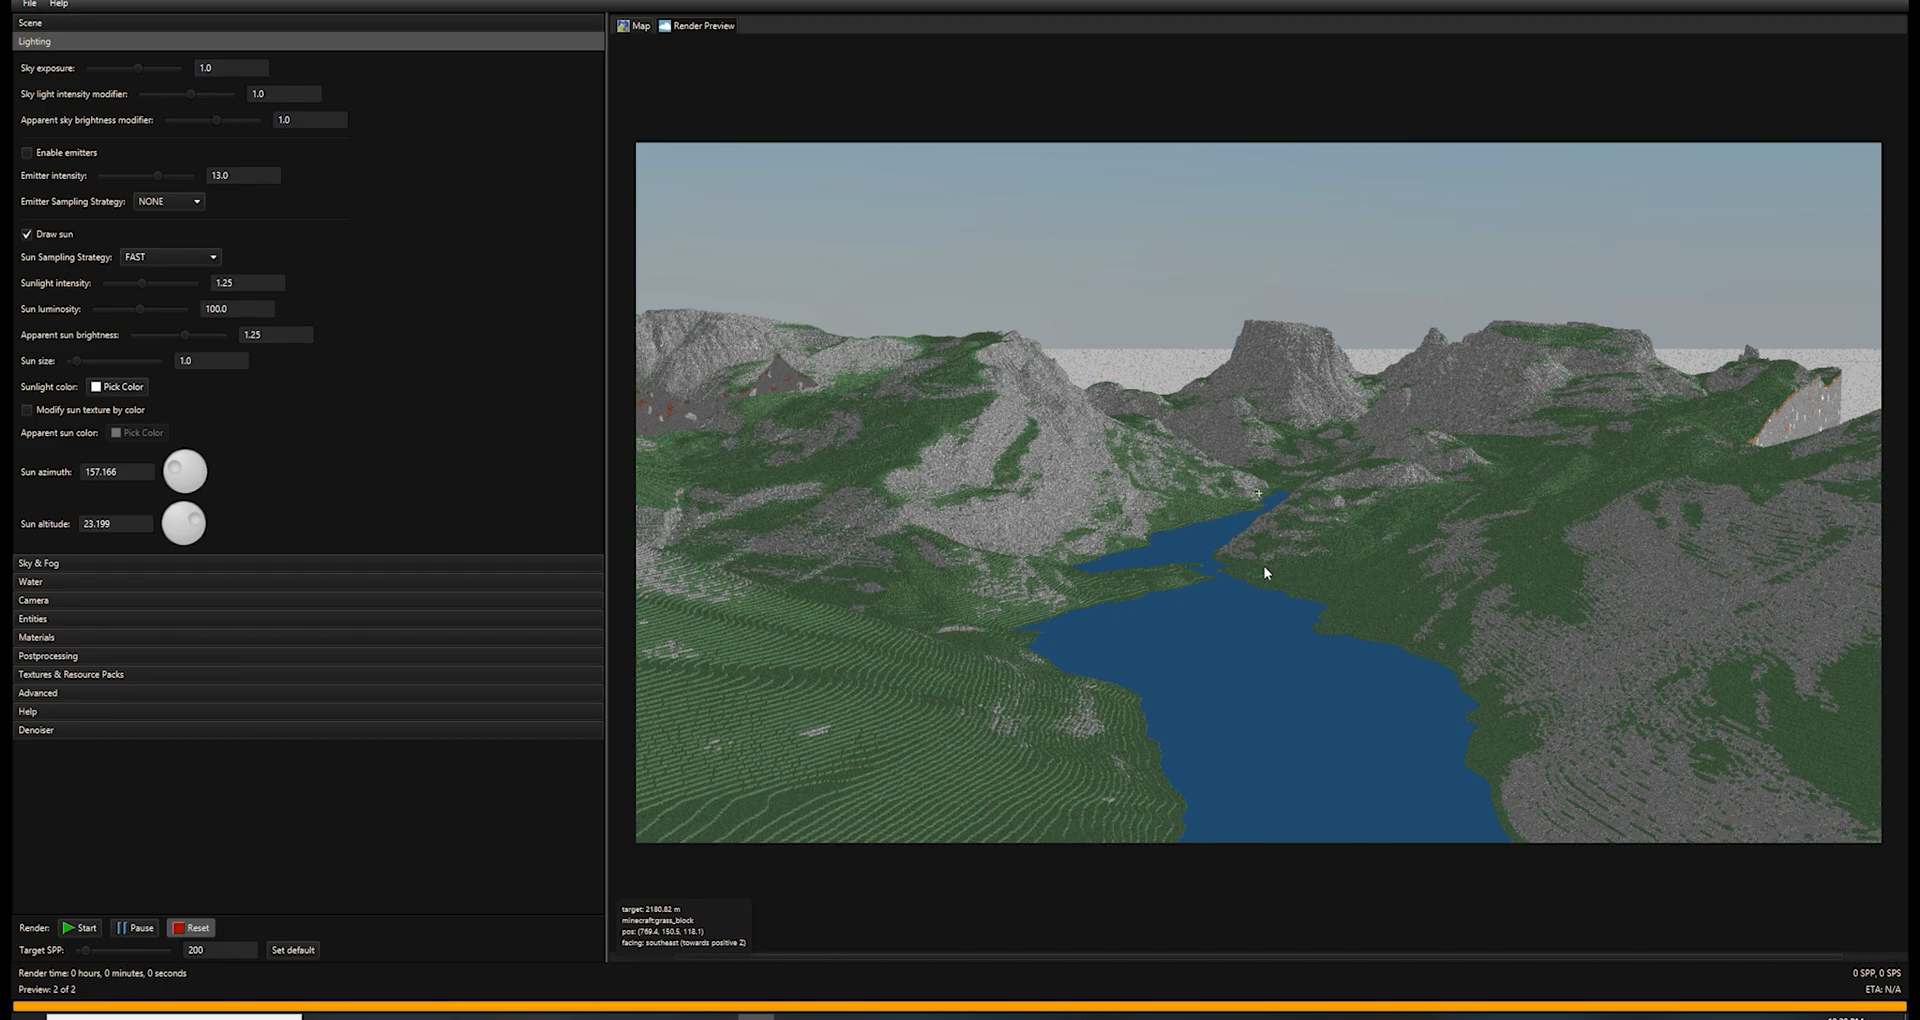 File Help
Scene
Lighting
Sky exposure: 1.0
Sky light intensity modifier: 1.0
Apparent sky brightness modifier: 1.0
Enable emitters
Emitter intensity: 13.0
Emitter Sampling Strategy: NONE
Draw sun
Sun Sampling Strategy: FAST
Sunlight intensity: 1.25
Sun luminosity: 100.0
Apparent sun brightness: 1.25
Sun size: 1.0
Sunlight color: Pick Color
Modify sun texture by color
Apparent sun color: Pick Color
Sun azimuth: 157.166
Sun altitude: 23.199
Sky & Fog
Water
Camera
Entities
Materials
Postprocessing
Textures & Resource Packs
Advanced
Help
Denoiser
Render: Start Pause Reset
Target SPP: 200 Set default
Render time: 0 hours, 0 minutes, 0 seconds
Preview: 2 of 2
Map Render Preview
target: 2180.82 m
minecraft:grass_block
pos: (769.4, 150.5, 118.1)
facing: southeast (towards positive Z)
0 SPP, 0 SPS
ETA: N/A